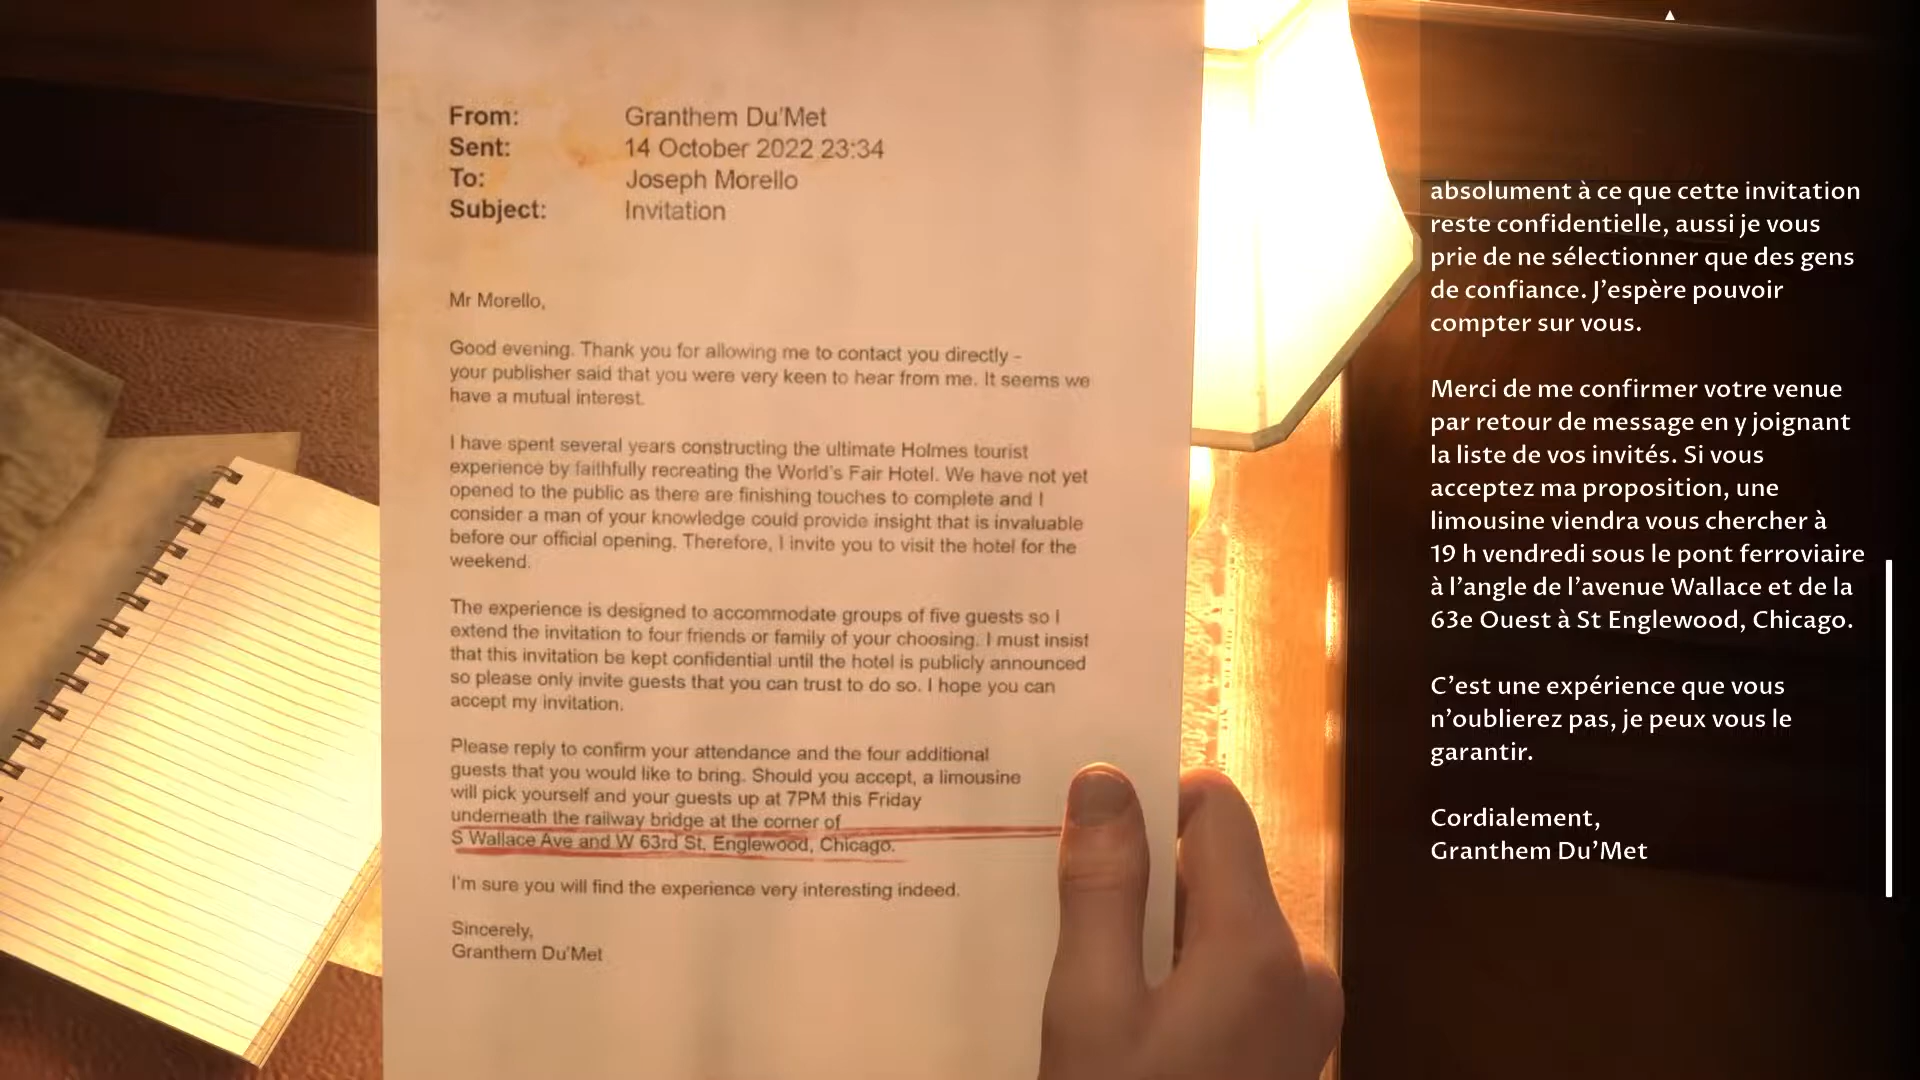 From: Granthem Du'Met
Sent: 14 October 2022 23:34
To: Joseph Morello
Subject: Invitation
Mr Morello,
Good evening. Thank you for allowing me to contact you directly -
your publisher said that you were very keen to hear from me. It seems we
have a mutual interest.
I have spent several years constructing the ultimate Holmes tourist
experience by faithfully recreating the World's Fair Hotel. We have not yet
opened to the public as there are finishing touches to complete and I
consider a man of your knowledge could provide insight that is invaluable
before our official opening. Therefore, I invite you to visit the hotel for the
weekend.
The experience is designed to accommodate groups of five guests so I
extend the invitation to four friends or family of your choosing. I must insist
that this invitation be kept confidential until the hotel is publicly announced
so please only invite guests that you can trust to do so. I hope you can
accept my invitation.
Please reply to confirm your attendance and the four additional
guests that you would like to bring. Should you accept, a limousine
will pick yourself and your guests up at 7PM this Friday
underneath the railway bridge at the corner of
S Wallace Ave and W 63rd St, Englewood, Chicago.
I'm sure you will find the experience very interesting indeed.
Sincerely,
Granthem Du'Met
absolument à ce que cette invitation
reste confidentielle, aussi je vous
prie de ne sélectionner que des gens
de confiance. J'espère pouvoir
compter sur vous.
Merci de me confirmer votre venue
par retour de message en y joignant
la liste de vos invités. Si vous
acceptez ma proposition, une
limousine viendra vous chercher à
19 h vendredi sous le pont ferroviaire
à l'angle de l'avenue Wallace et de la
63e Ouest à St Englewood, Chicago.
C'est une expérience que vous
n'oublierez pas, je peux vous le
garantir.
Cordialement,
Granthem Du'Met